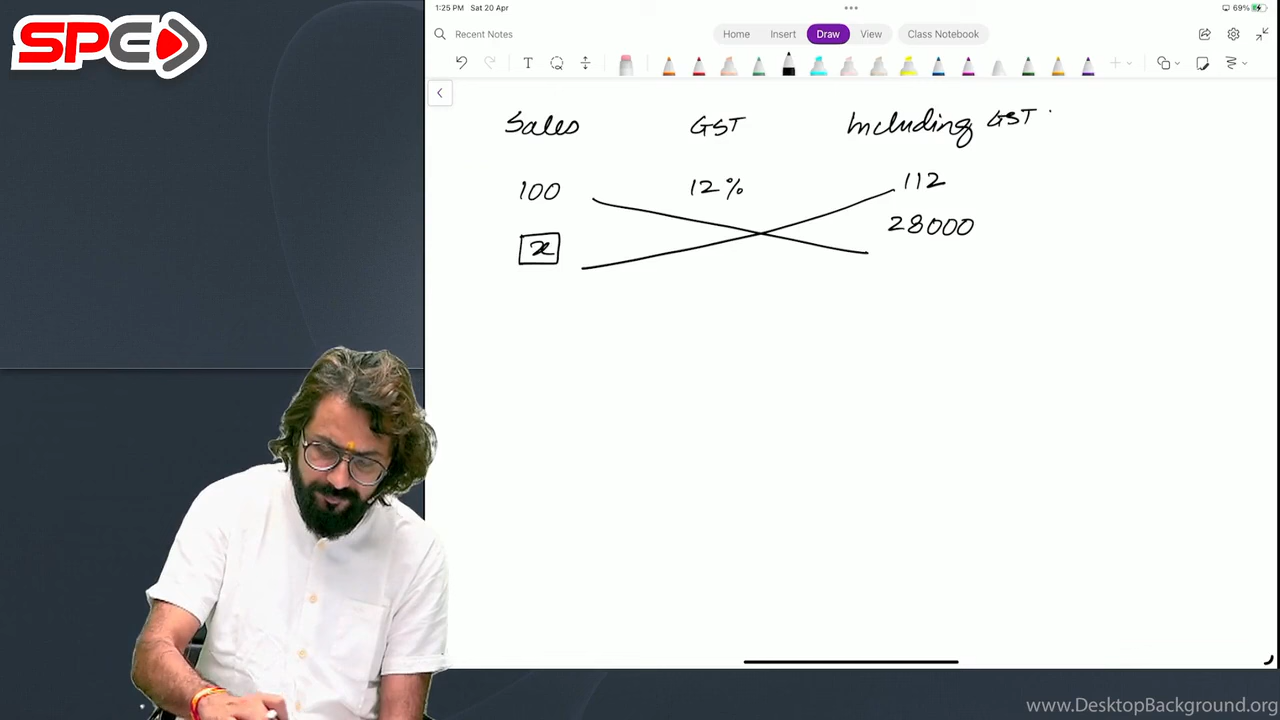 SPED
1:25 PM Sat 20 Apr
69%
Recent Notes
Home Insert Draw View Class Notebook
T
Sales GST Including GST
100 12% 112
x 28000
www.DesktopBackground.org